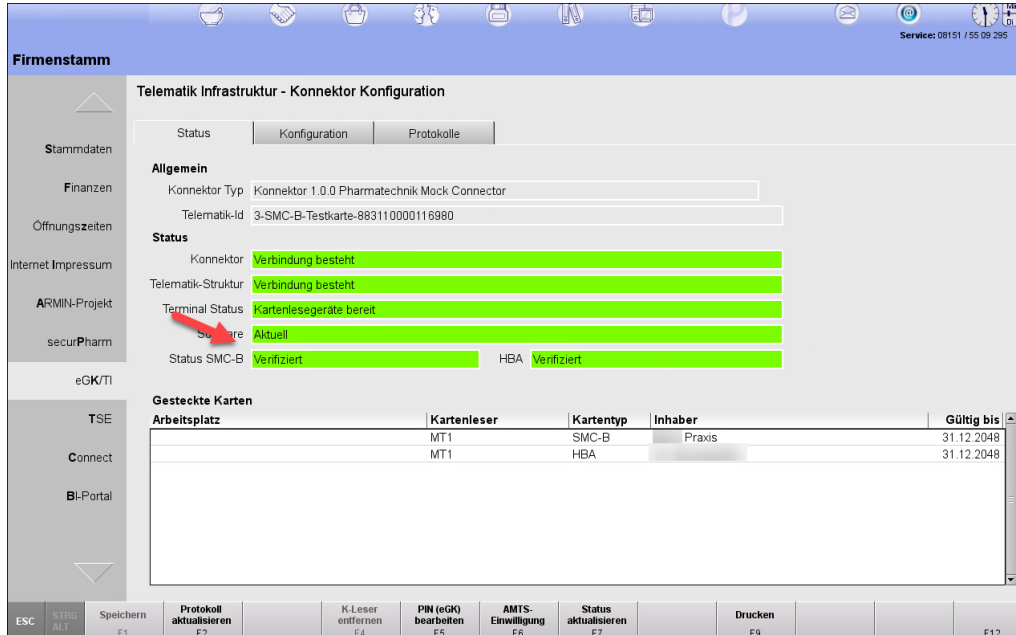 Service: 08151 / 55 09 295
Firmenstamm
Telematik Infrastruktur - Konnektor Konfiguration
Status Konfiguration Protokolle
Stammdaten
Finanzen
Öffnungszeiten
Internet Impressum
ARMIN-Projekt
securPharm
eGK/TI
TSE
Connect
BI-Portal
Allgemein
Konnektor Typ Konnektor 1.0.0 Pharmatechnik Mock Connector
Telematik-Id 3-SMC-B-Testkarte-883110000116980
Status
Konnektor Verbindung besteht
Telematik-Struktur Verbindung besteht
Terminal Status Kartenlesegeräte bereit
Software Aktuell
Status SMC-B Verifiziert HBA Verifiziert
Gesteckte Karten
Arbeitsplatz Kartenleser Kartentyp Inhaber Gültig bis
MT1 SMC-B Praxis 31.12.2048
MT1 HBA 31.12.2048
ESC STRG ALT
Speichern F1
Protokoll aktualisieren F2
K-Leser entfernen F4
PIN (eGK) bearbeiten F5
AMTS-Einwilligung F6
Status aktualisieren F7
Drucken F9
F12